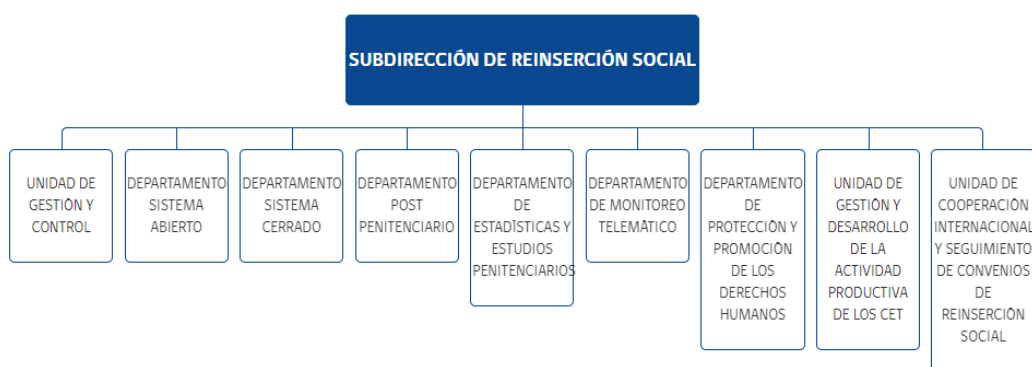 SUBDIRECCIÓN DE REINSERCIÓN SOCIAL
UNIDAD DE
GESTIÓN Y
CONTROL
DEPARTAMENTO
SISTEMA
ABIERTO
DEPARTAMENTO
SISTEMA
CERRADO
DEPARTAMENTO
POST
PENITENCIARIO
DEPARTAMENTO
DE
ESTADÍSTICAS Y
ESTUDIOS
PENITENCIARIOS
DEPARTAMENTO
DE MONITOREO
TELEMÁTICO
DEPARTAMENTO
DE
PROTECCIÓN Y
PROMOCIÓN
DE LOS
DERECHOS
HUMANOS
UNIDAD DE
GESTIÓN Y
DESARROLLO
DE LA
ACTIVIDAD
PRODUCTIVA
DE LOS CET
UNIDAD DE
COOPERACIÓN
INTERNACIONAL
Y SEGUIMIENTO
DE CONVENIOS
DE
REINSERCIÓN
SOCIAL